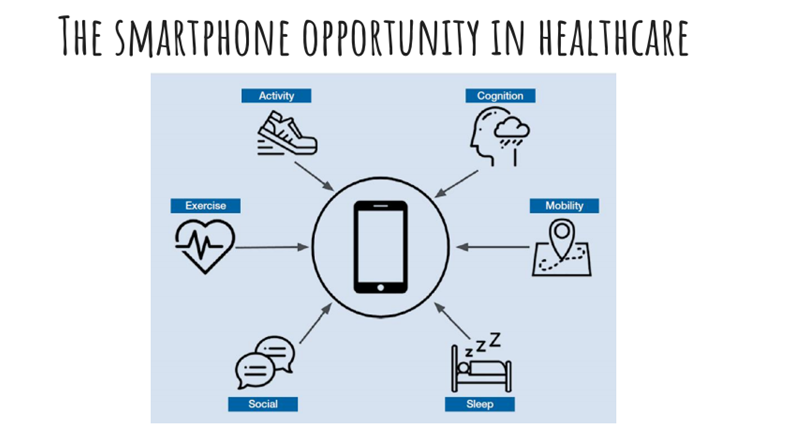 THE SMARTPHONE OPPORTUNITY IN HEALTHCARE
Activity
Cognition
Exercise
Mobility
z z Z
Social
Sleep